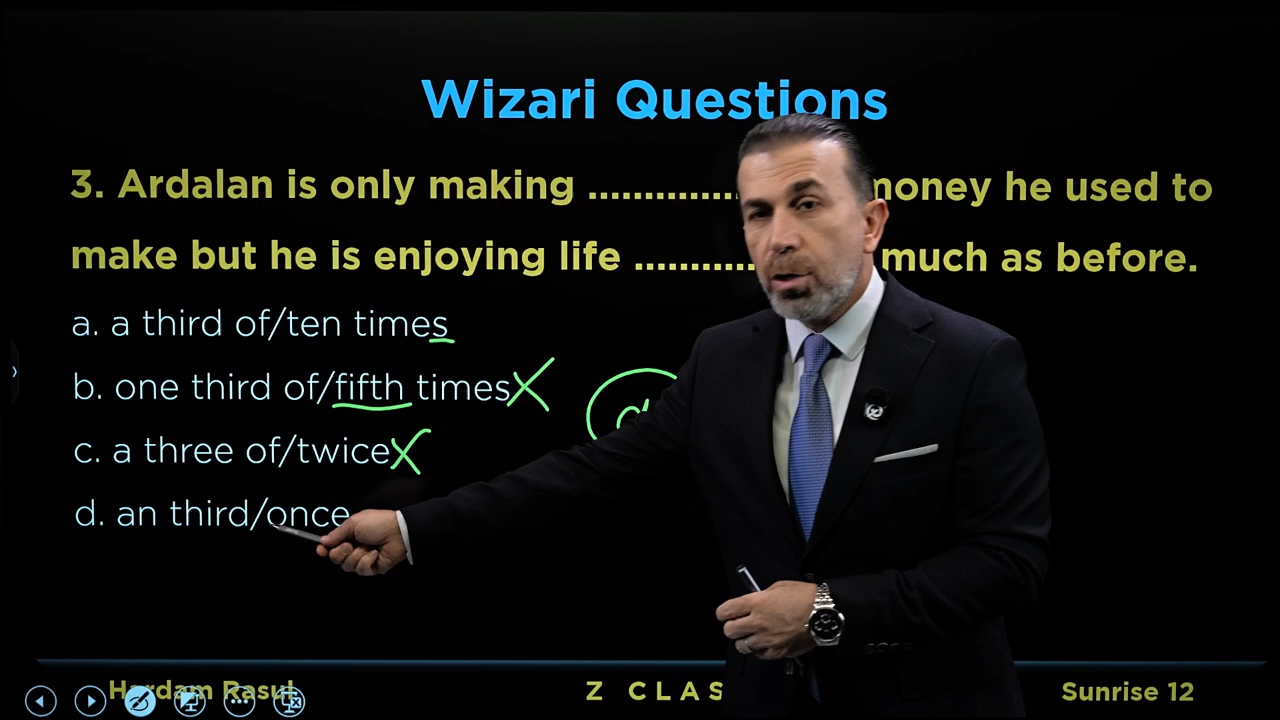 Wizari Questions
3. Ardalan is only making ............. money he used to
make but he is enjoying life ........... much as before.
a. a third of/ten times
b. one third of/fifth times
c. a three of/twice
d. an third/once
Hardam Rasul
Z CLAS
Sunrise 12